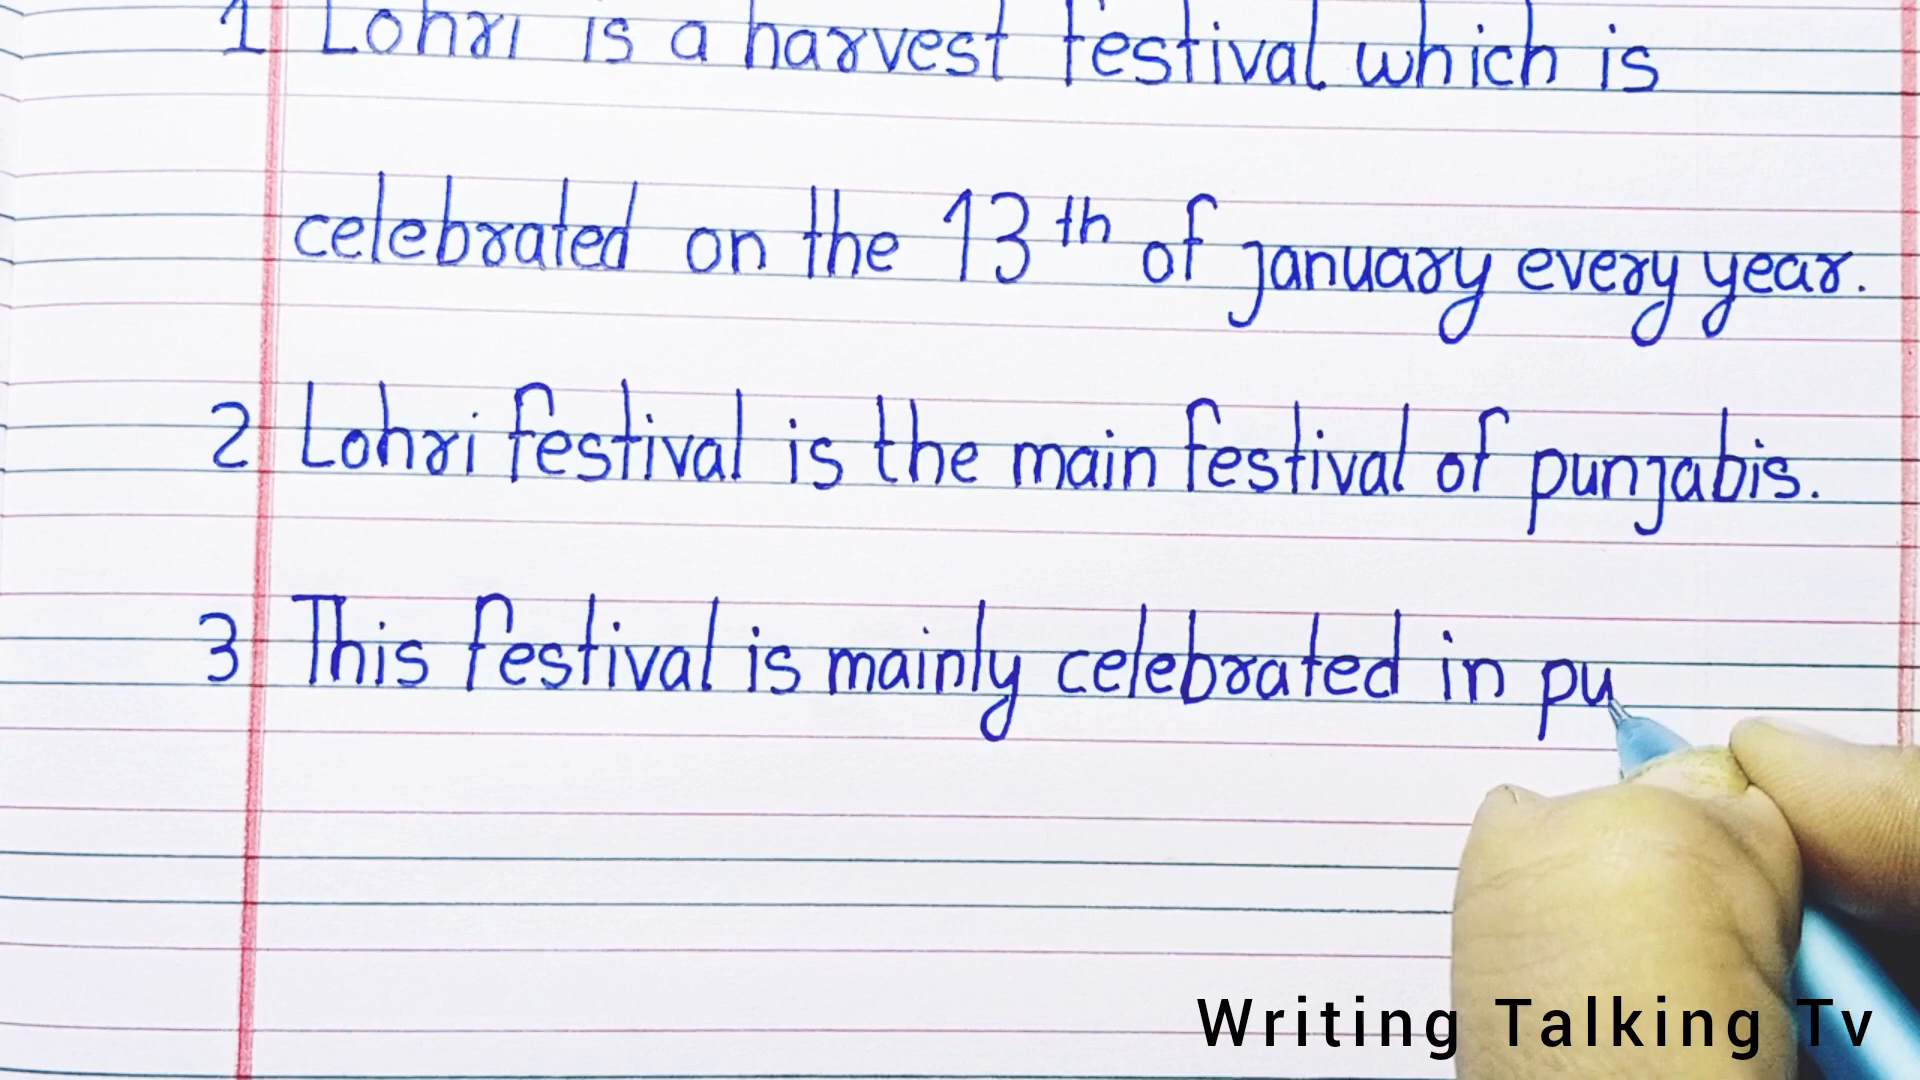 1 Lohri is a harvest festival which is
celebrated on the 13th of january every year.
2 Lohri festival is the main festival of punjabis.
3 This festival is mainly celebrated in pu
Writing Talking Tv